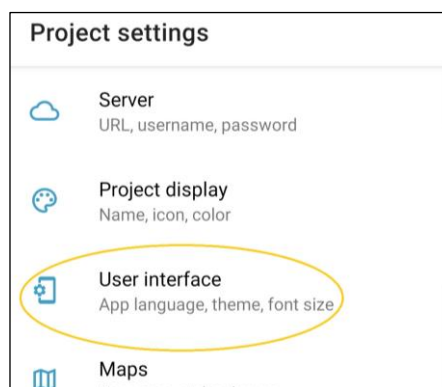 Project settings
Server
URL, username, password
Project display
Name, icon, color
User interface
App language, theme, font size
Maps